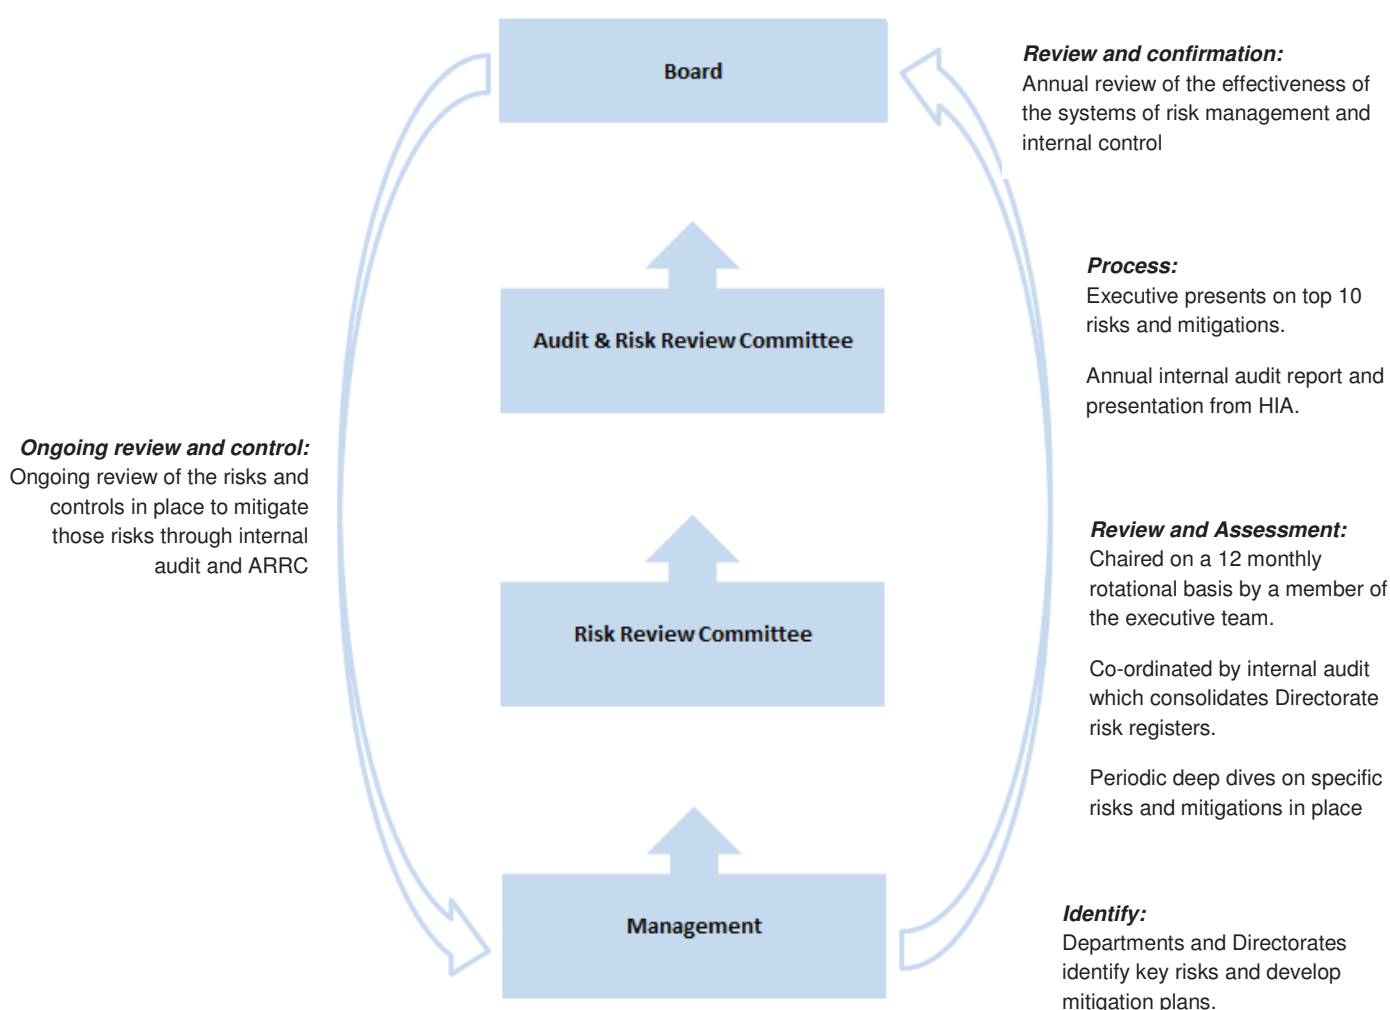 Board
Review and confirmation:
Annual review of the effectiveness of
the systems of risk management and
internal control
Audit & Risk Review Committee
Process:
Executive presents on top 10
risks and mitigations.
Annual internal audit report and
presentation from HIA.
Ongoing review and control:
Ongoing review of the risks and
controls in place to mitigate
those risks through internal
audit and ARRC
Risk Review Committee
Review and Assessment:
Chaired on a 12 monthly
rotational basis by a member of
the executive team.
Co-ordinated by internal audit
which consolidates Directorate
risk registers.
Periodic deep dives on specific
risks and mitigations in place
Management
Identify:
Departments and Directorates
identify key risks and develop
mitigation plans.